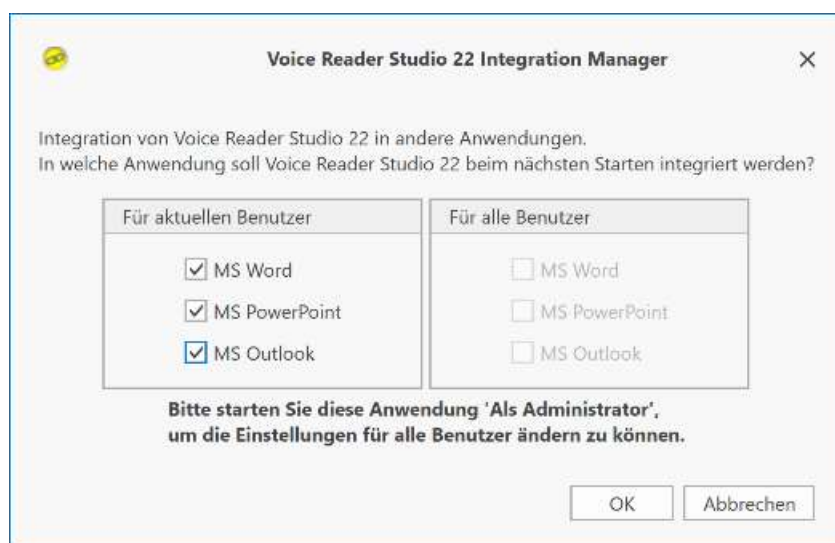 Voice Reader Studio 22 Integration Manager
Integration von Voice Reader Studio 22 in andere Anwendungen.
In welche Anwendung soll Voice Reader Studio 22 beim nächsten Starten integriert werden?
Für aktuellen Benutzer
MS Word
MS PowerPoint
MS Outlook
Für alle Benutzer
MS Word
MS PowerPoint
MS Outlook
Bitte starten Sie diese Anwendung 'Als Administrator',
um die Einstellungen für alle Benutzer ändern zu können.
OK
Abbrechen